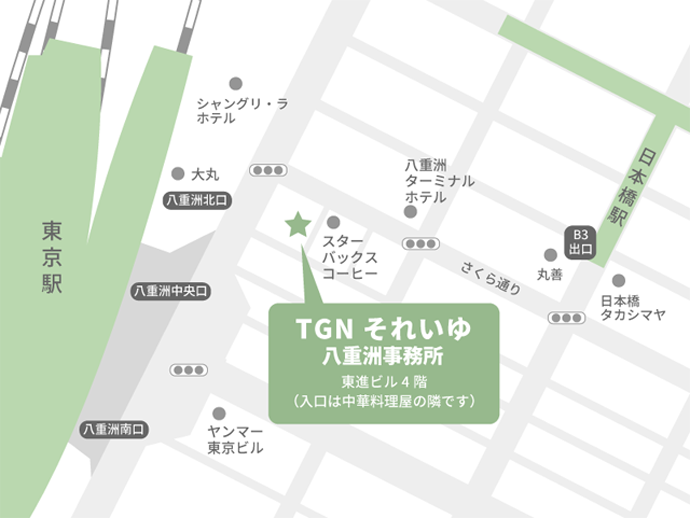 シャングリ・ラ
ホテル
大丸
八重洲北口
八重洲
ターミナル
ホテル
日本橋駅
東京駅
スター
バックス
コーヒー
さくら通り
B3
出口
丸善
日本橋
タカシマヤ
八重洲中央口
TGN それいゆ
八重洲事務所
東進ビル 4 階
（入口は中華料理屋の隣です）
八重洲南口
ヤンマー
東京ビル